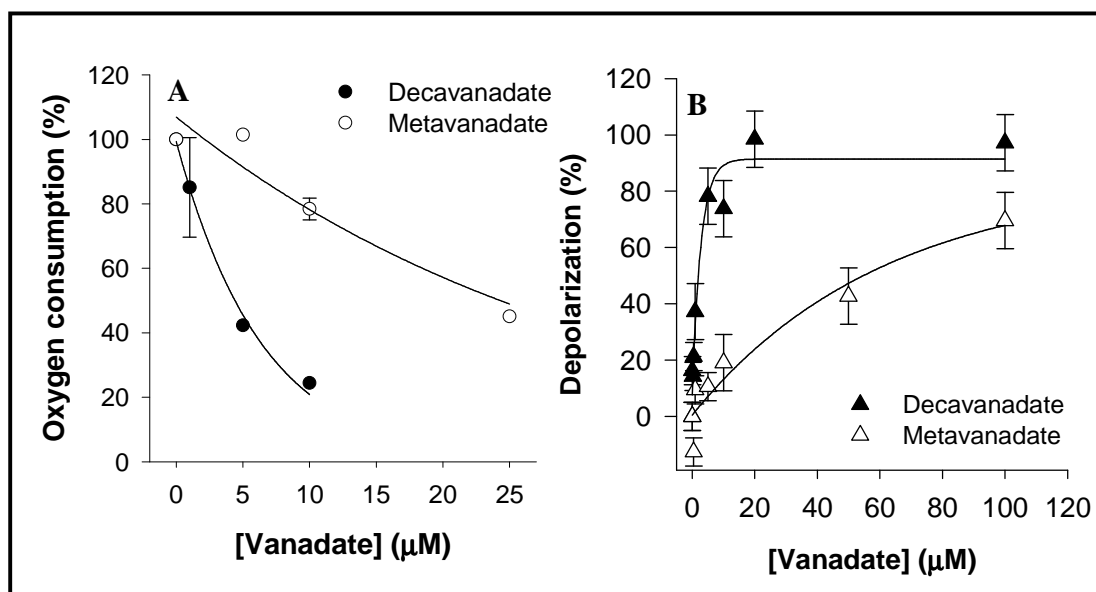 A
Decavanadate
Metavanadate
Oxygen consumption (%)
120
100
80
60
40
20
0
0 5 10 15 20 25
[Vanadate] (μM)
B
Depolarization (%)
120
100
80
60
40
20
0
Decavanadate
Metavanadate
0 20 40 60 80 100 120
[Vanadate] (μM)